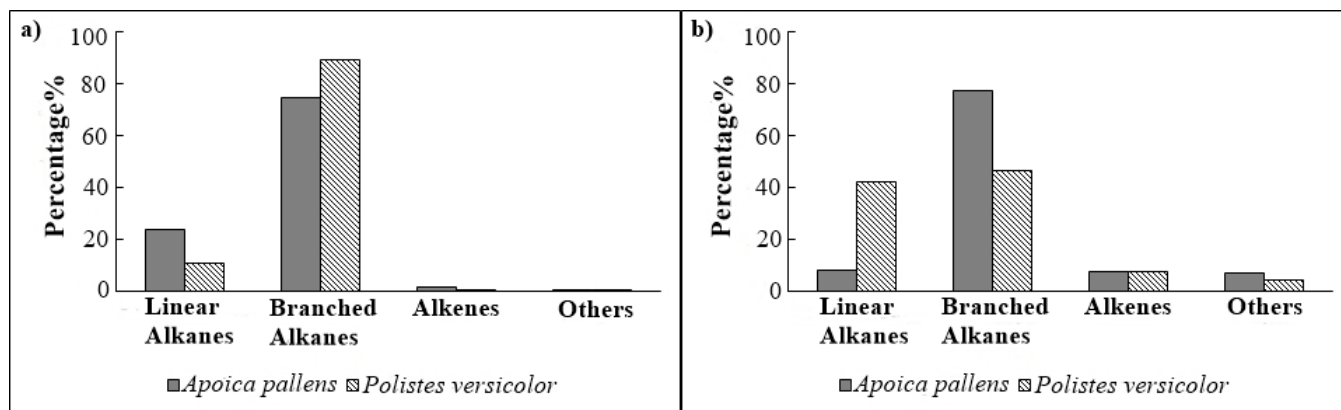 a)
Percentage%
100
80
60
40
20
0
Linear Alkanes
Branched Alkanes
Alkenes
Others
Apoica pallens Polistes versicolor
b)
Percentage%
100
80
60
40
20
0
Linear Alkanes
Branched Alkanes
Alkenes
Others
Apoica pallens Polistes versicolor